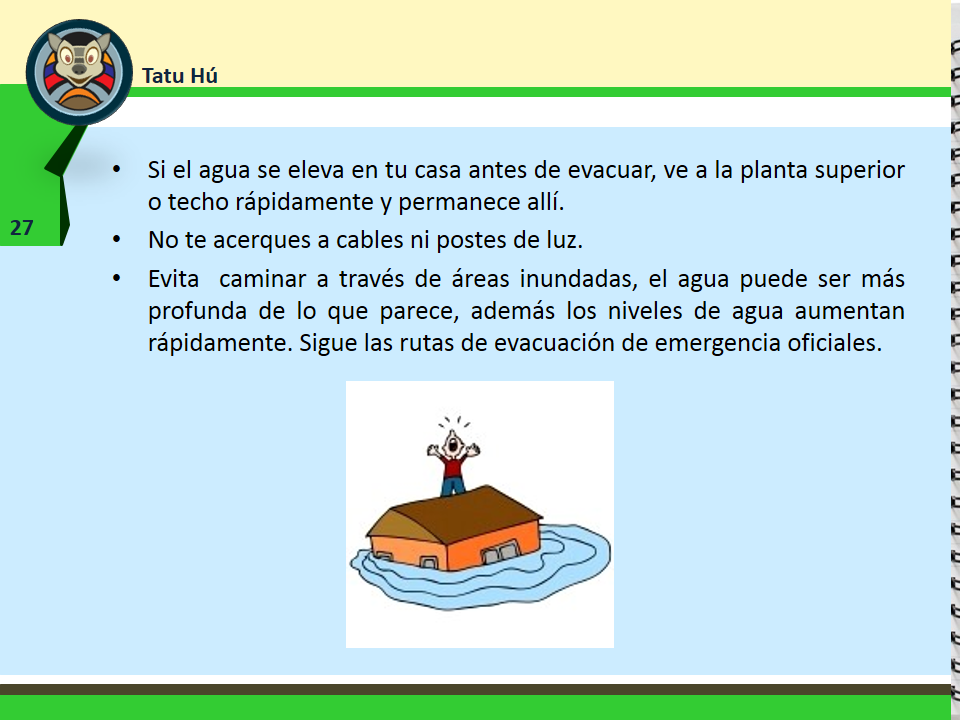 Tatu Hú
27
• Si el agua se eleva en tu casa antes de evacuar, ve a la planta superior
o techo rápidamente y permanece allí.
• No te acerques a cables ni postes de luz.
• Evita caminar a través de áreas inundadas, el agua puede ser más
profunda de lo que parece, además los niveles de agua aumentan
rápidamente. Sigue las rutas de evacuación de emergencia oficiales.